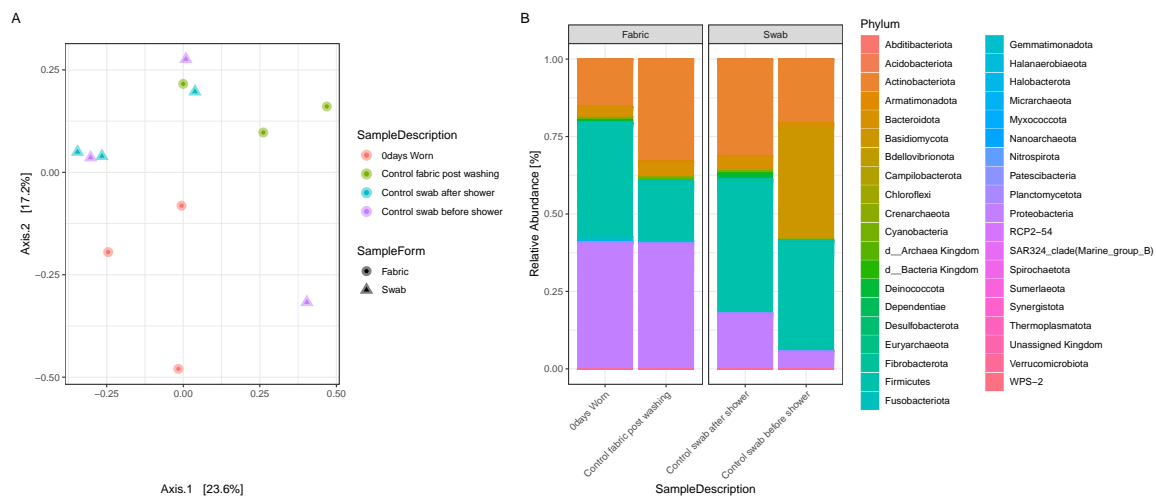 A
0.25
0.00
−0.25
−0.50
−0.25
0.00
0.25
0.50
Axis.2 [17.2%]
Axis.1 [23.6%]
SampleDescription
0days Worn
Control fabric post washing
Control swab after shower
Control swab before shower
SampleForm
Fabric
Swab
B
Fabric
Swab
1.00
0.75
0.50
0.25
0.00
Relative Abundance [%]
0days Worn
Control fabric post washing
Control swab after shower
Control swab before shower
SampleDescription
Phylum
Abditibacteriota
Acidobacteriota
Actinobacteriota
Armatimonadota
Bacteroidota
Basidiomycota
Bdellovibrionota
Campilobacterota
Chloroflexi
Crenarchaeota
Cyanobacteria
d__Archaea Kingdom
d__Bacteria Kingdom
Deinococcota
Dependentiae
Desulfobacterota
Euryarchaeota
Fibrobacterota
Firmicutes
Fusobacteriota
Gemmatimonadota
Halanaerobiaeota
Halobacterota
Micrarchaeota
Myxococcota
Nanoarchaeota
Nitrospirota
Patescibacteria
Planctomycetota
Proteobacteria
RCP2−54
SAR324_clade(Marine_group_B)
Spirochaetota
Sumerlaeota
Synergistota
Thermoplasmatota
Unassigned Kingdom
Verrucomicrobiota
WPS−2